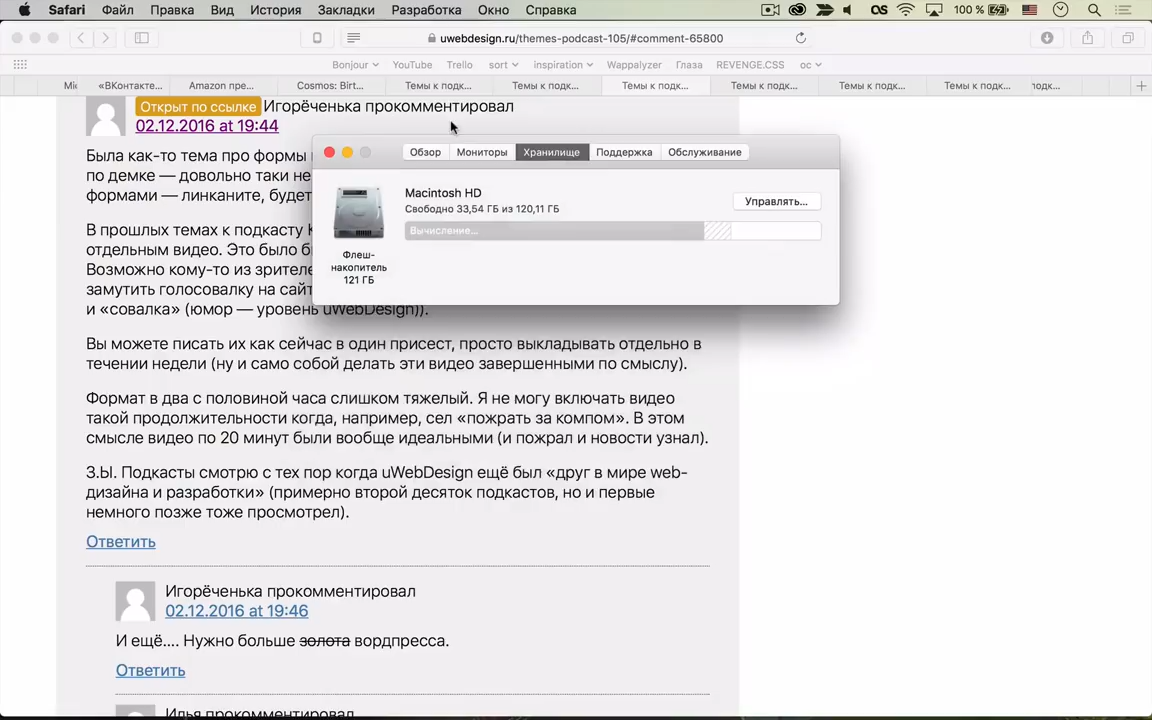 Safari Файл Правка Вид История Закладки Разработка Окно Справка 100 %
uwebdesign.ru/themes-podcast-105/#comment-65800
Bonjour YouTube Trello sort inspiration Wappalyzer Глаза REVENGE.CSS ос
Mic «ВКонтакте... Amazon пре... Cosmos: Birt... Темы к подк... Темы к подк... Темы к подк... Темы к подк... Темы к подк... Темы к подк... подк...
Открыт по ссылке Игорёченька прокомментировал
02.12.2016 at 19:44
Обзор Мониторы Хранилище Поддержка Обслуживание
Macintosh HD
Свободно 33,54 ГБ из 120,11 ГБ
Управлять...
Вычисление...
Флеш-
накопитель
121 ГБ
Была как-то тема про формы
по демке — довольно таки не
формами — линканите, будет
В прошлых темах к подкасту
отдельным видео. Это было б
Возможно кому-то из зрителе
замутить голосовалку на сайт
и «совалка» (юмор — уровень uWebDesign)).
Вы можете писать их как сейчас в один присест, просто выкладывать отдельно в
течении недели (ну и само собой делать эти видео завершенными по смыслу).
Формат в два с половиной часа слишком тяжелый. Я не могу включать видео
такой продолжительности когда, например, сел «пожрать за компом». В этом
смысле видео по 20 минут были вообще идеальными (и пожрал и новости узнал).
З.Ы. Подкасты смотрю с тех пор когда uWebDesign ещё был «друг в мире web-
дизайна и разработки» (примерно второй десяток подкастов, но и первые
немного позже тоже просмотрел).
Ответить
Игорёченька прокомментировал
02.12.2016 at 19:46
И ещё.... Нужно больше золота вордпресса.
Ответить
Илья прокомментировал